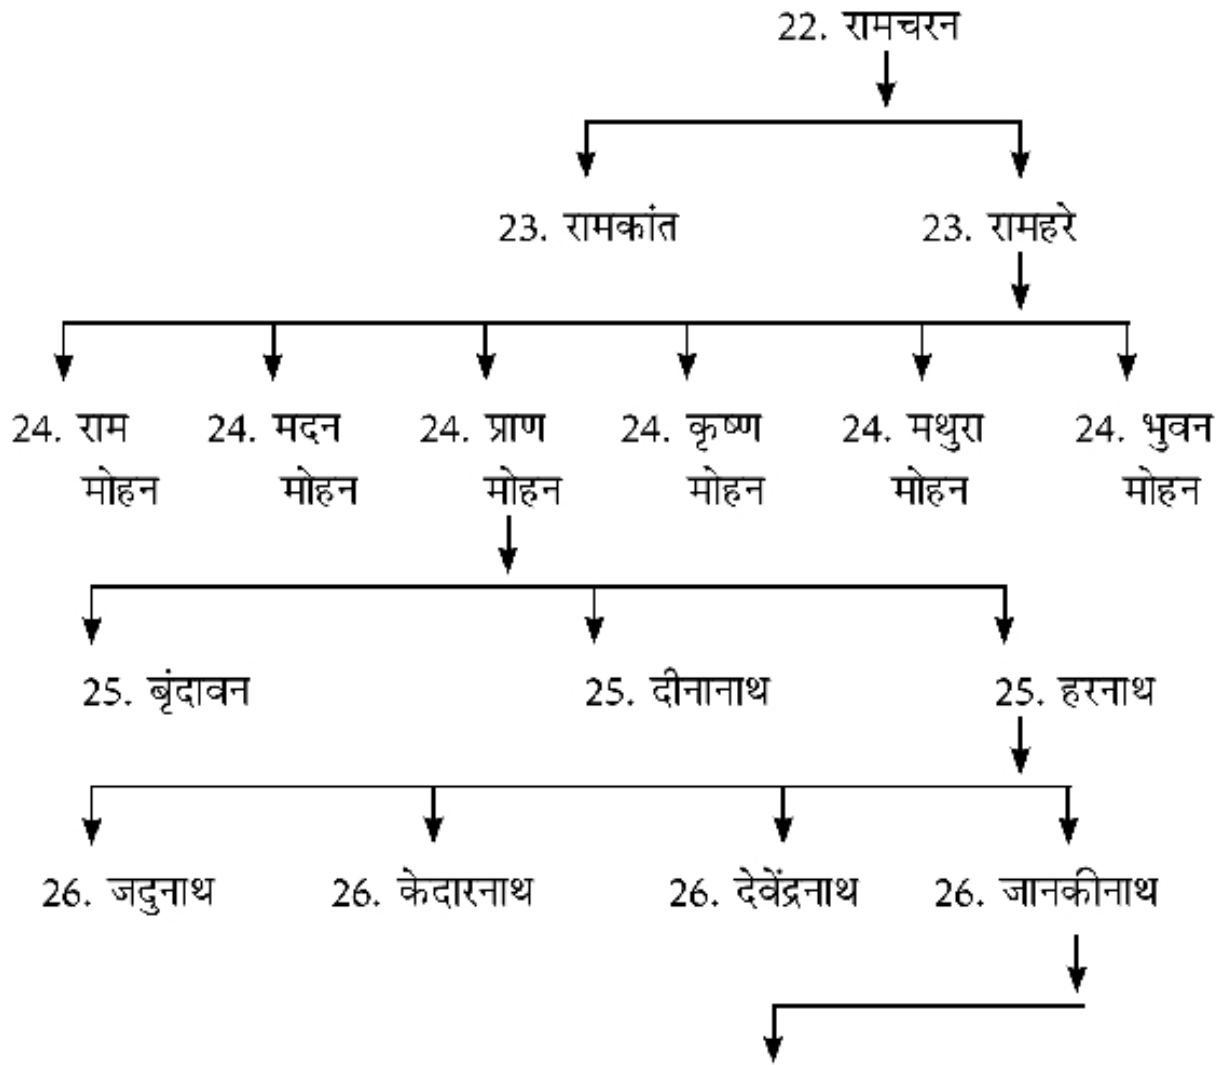 22. रामचरन
23. रामकांत 23. रामहरे
24. राम 24. मदन 24. प्राण 24. कृष्ण 24. मथुरा 24. भुवन
मोहन मोहन मोहन मोहन मोहन मोहन
25. बृंदावन 25. दीनानाथ 25. हरनाथ
26. जदुनाथ 26. केदारनाथ 26. देवेंद्रनाथ 26. जानकीनाथ